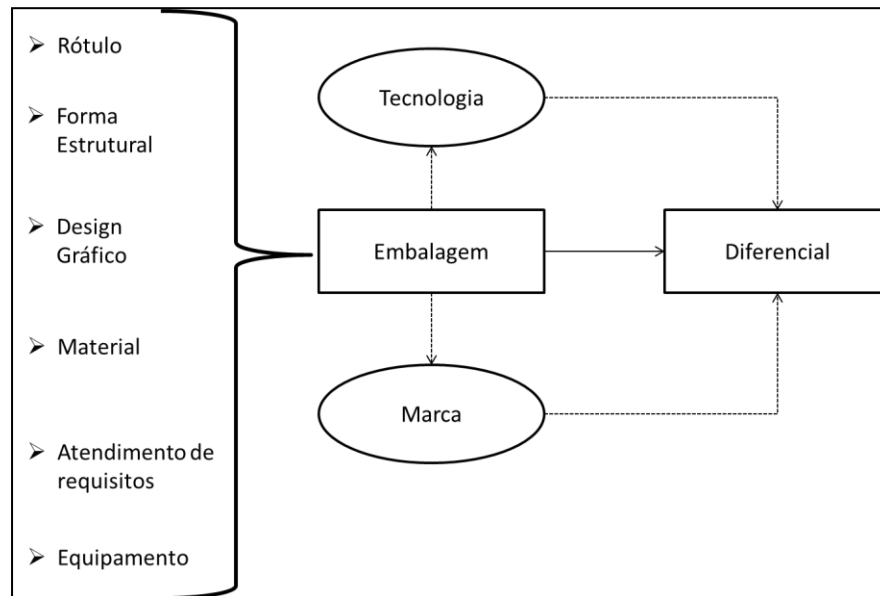 Rótulo
Forma
Estrutural
Design
Gráfico
Material
Atendimento de
requisitos
Equipamento
Tecnologia
Embalagem
Diferencial
Marca